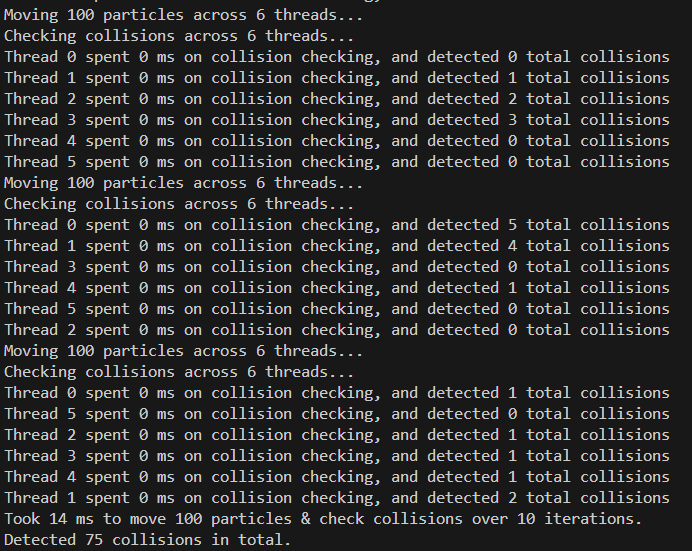 Moving 100 particles across 6 threads...
Checking collisions across 6 threads...
Thread 0 spent 0 ms on collision checking, and detected 0 total collisions
Thread 1 spent 0 ms on collision checking, and detected 1 total collisions
Thread 2 spent 0 ms on collision checking, and detected 2 total collisions
Thread 3 spent 0 ms on collision checking, and detected 3 total collisions
Thread 4 spent 0 ms on collision checking, and detected 0 total collisions
Thread 5 spent 0 ms on collision checking, and detected 0 total collisions
Moving 100 particles across 6 threads...
Checking collisions across 6 threads...
Thread 0 spent 0 ms on collision checking, and detected 5 total collisions
Thread 1 spent 0 ms on collision checking, and detected 4 total collisions
Thread 3 spent 0 ms on collision checking, and detected 0 total collisions
Thread 4 spent 0 ms on collision checking, and detected 1 total collisions
Thread 5 spent 0 ms on collision checking, and detected 0 total collisions
Thread 2 spent 0 ms on collision checking, and detected 0 total collisions
Moving 100 particles across 6 threads...
Checking collisions across 6 threads...
Thread 0 spent 0 ms on collision checking, and detected 1 total collisions
Thread 5 spent 0 ms on collision checking, and detected 0 total collisions
Thread 2 spent 0 ms on collision checking, and detected 1 total collisions
Thread 3 spent 0 ms on collision checking, and detected 1 total collisions
Thread 4 spent 0 ms on collision checking, and detected 1 total collisions
Thread 1 spent 0 ms on collision checking, and detected 2 total collisions
Took 14 ms to move 100 particles & check collisions over 10 iterations.
Detected 75 collisions in total.